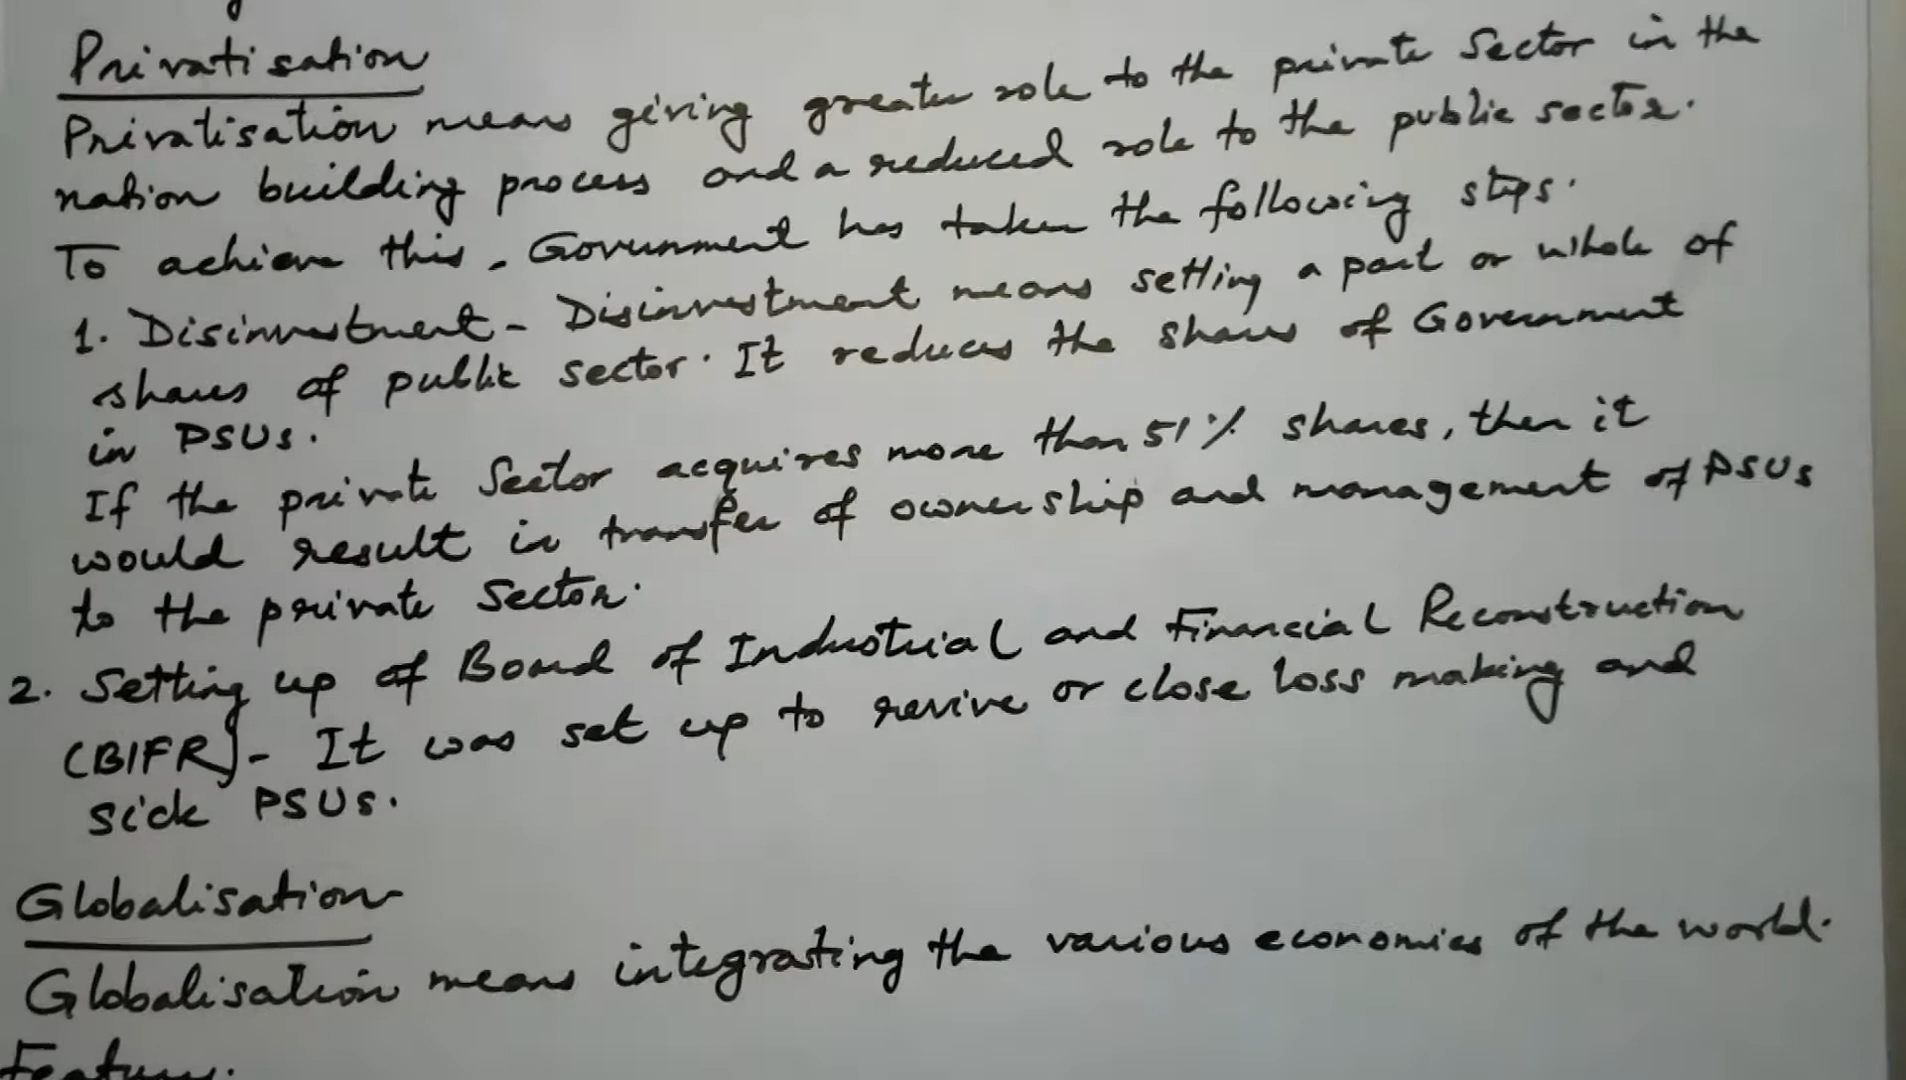 Privatisation
Privatisation means giving greater role to the private Sector in the
nation building process and a reduced role to the public sector.
To achieve this, Government has taken the following steps.
1. Disinvestment - Disinvestment means selling a part or whole of
shares of public sector. It reduces the shares of Government
in PSUs.
If the private Sector acquires more than 51% shares, then it
would result in transfer of ownership and management of PSUs
to the private Sector.
2. Setting up of Board of Industrial and Financial Reconstruction
(BIFR) - It was set up to revive or close loss making and
sick PSUs.
Globalisation
Globalisation means integrating the various economies of the world.